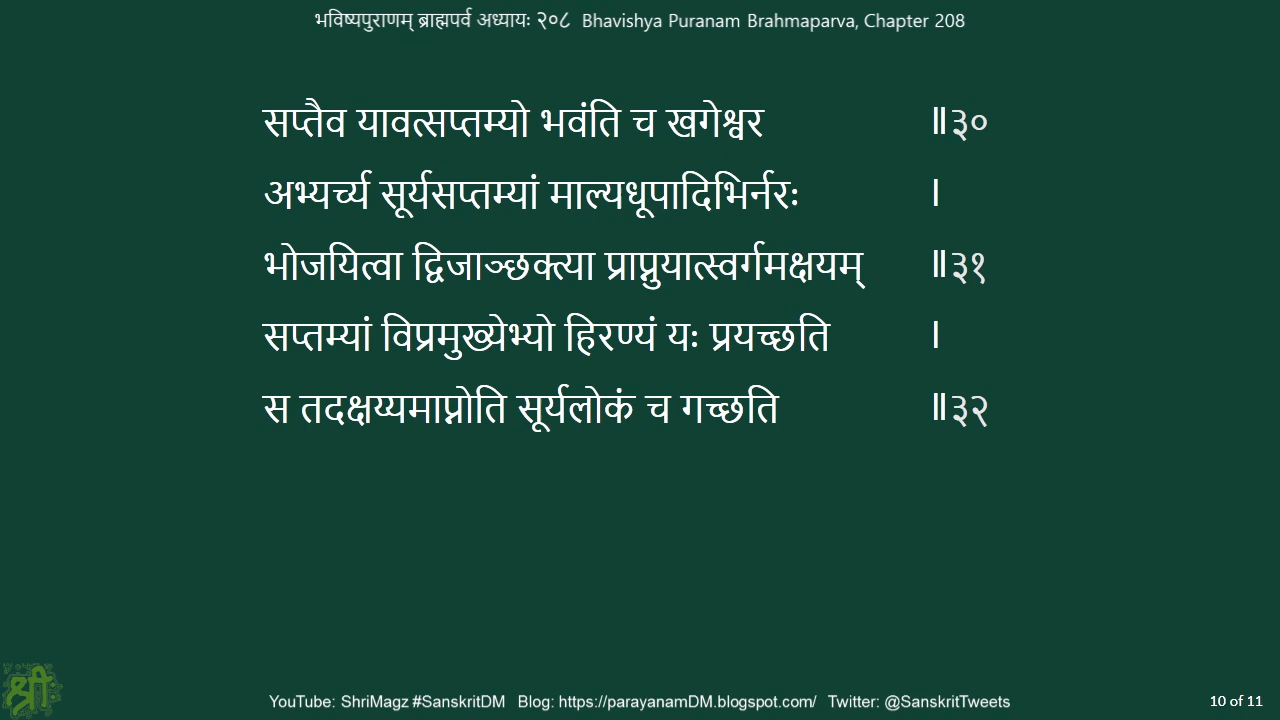 भविष्यपुराणम् ब्राह्मपर्व अध्यायः २०८ Bhavishya Puranam Brahmaparva, Chapter 208
सप्तैव यावत्सप्तम्यो भवंति च खगेश्वर ॥३०
अभ्यर्च्य सूर्यसप्तम्यां माल्यधूपादिभिर्नरः ।
भोजयित्वा द्विजाञ्छक्त्या प्राप्नुयात्स्वर्गमक्षयम् ॥३१
सप्तम्यां विप्रमुख्येभ्यो हिरण्यं यः प्रयच्छति ।
स तदक्षय्यमाप्नोति सूर्यलोकं च गच्छति ॥३२
श्री
YouTube: ShriMagz #SanskritDM Blog: https://parayanamDM.blogspot.com/ Twitter: @SanskritTweets
10 of 11